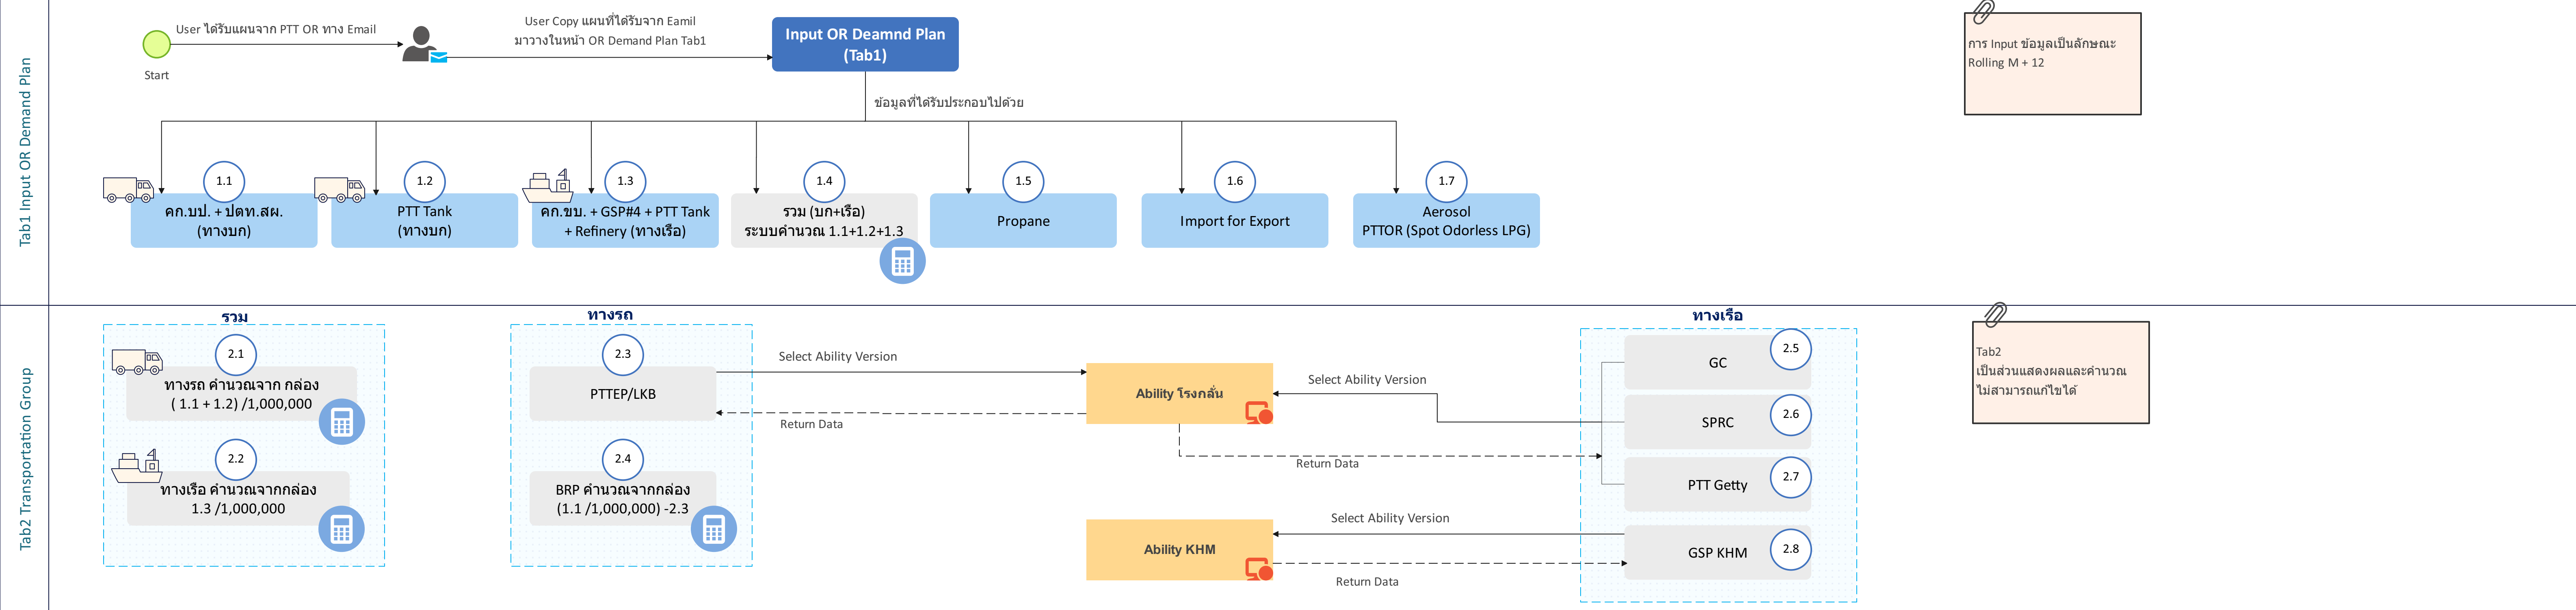 Tab1 Input OR Demand Plan
User ได้รับแผนจาก PTT OR ทาง Email
Start
User Copy แผนที่ได้รับจาก Eamil
มาวางในหน้า OR Demand Plan Tab1
Input OR Deamnd Plan
(Tab1)
ข้อมูลที่ได้รับประกอบไปด้วย
การ Input ข้อมูลเป็นลักษณะ
Rolling M + 12
1.1
คก.บป. + ปตท.สผ.
(ทางบก)
1.2
PTT Tank
(ทางบก)
1.3
คก.ขบ. + GSP#4 + PTT Tank
+ Refinery (ทางเรือ)
1.4
รวม (บก+เรือ)
ระบบคำนวณ 1.1+1.2+1.3
1.5
Propane
1.6
Import for Export
1.7
Aerosol
PTTOR (Spot Odorless LPG)
Tab2 Transportation Group
รวม
2.1
ทางรถ คำนวณจาก กล่อง
( 1.1 + 1.2) /1,000,000
2.2
ทางเรือ คำนวณจากกล่อง
1.3 /1,000,000
ทางรถ
2.3
PTTEP/LKB
2.4
BRP คำนวณจากกล่อง
(1.1 /1,000,000) -2.3
Select Ability Version
Return Data
Ability โรงกลั่น
Select Ability Version
Return Data
Ability KHM
Select Ability Version
Return Data
ทางเรือ
2.5
GC
2.6
SPRC
2.7
PTT Getty
2.8
GSP KHM
Tab2
เป็นส่วนแสดงผลและคำนวณ
ไม่สามารถแก้ไขได้